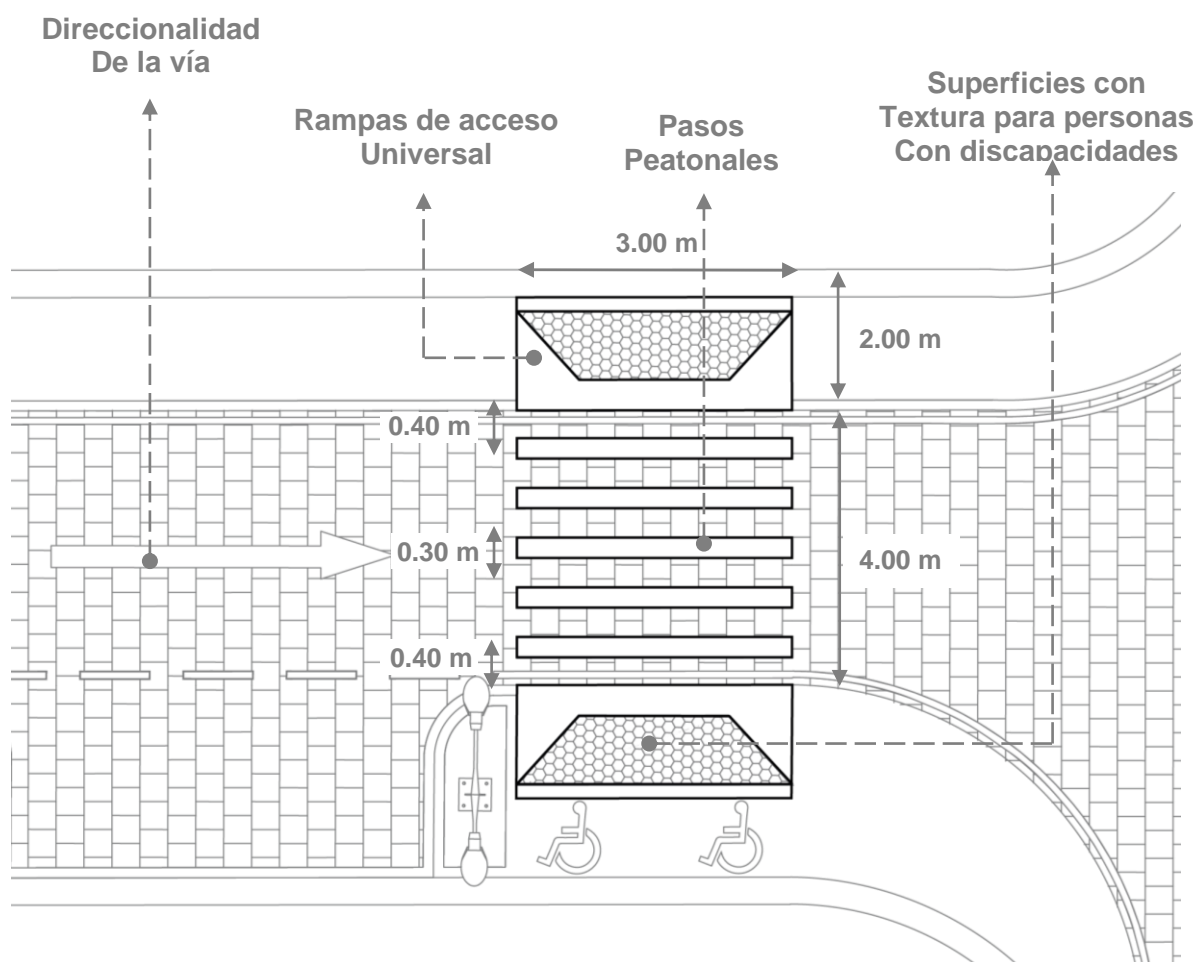 Direccionalidad
De la vía
Rampas de acceso
Universal
Pasos
Peatonales
Superficies con
Textura para personas
Con discapacidades
3.00 m
2.00 m
0.40 m
0.30 m
4.00 m
0.40 m